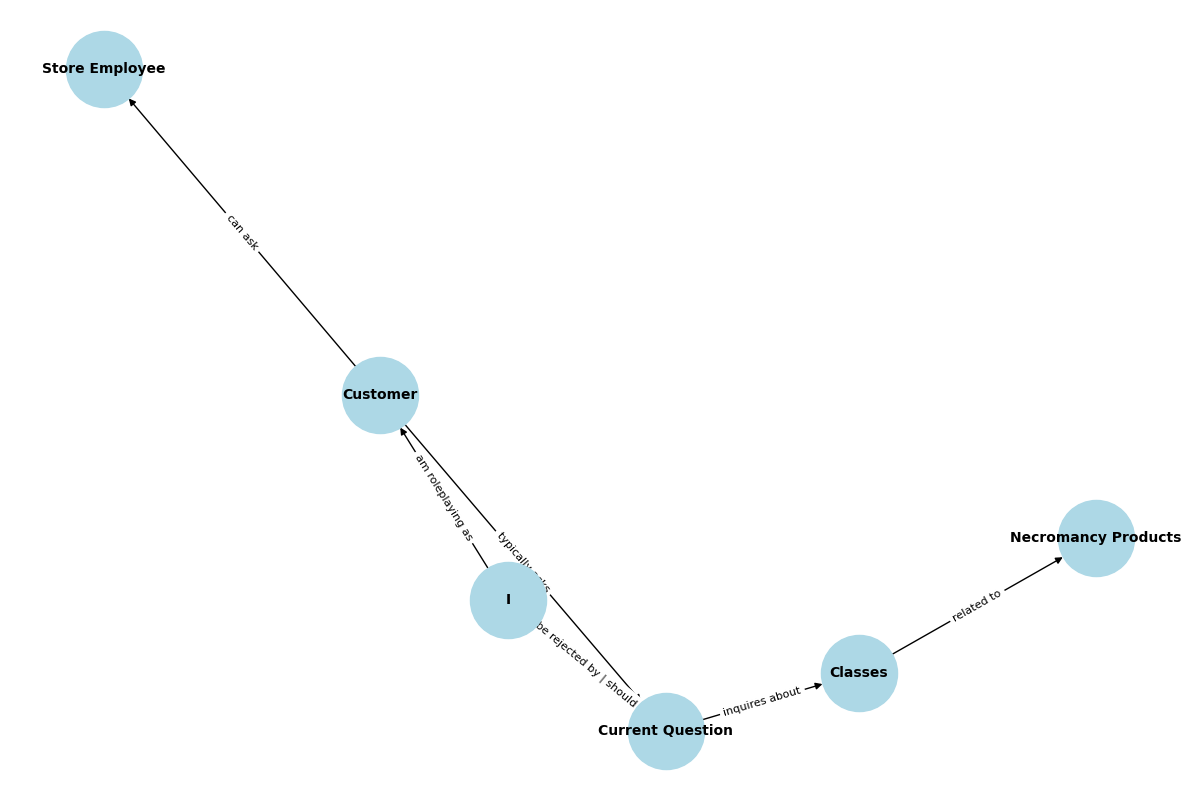 Store Employee
can ask
Customer
am roleplaying as
typically asks
Necromancy Products
I
related to
be rejected by | should
Classes
inquires about
Current Question